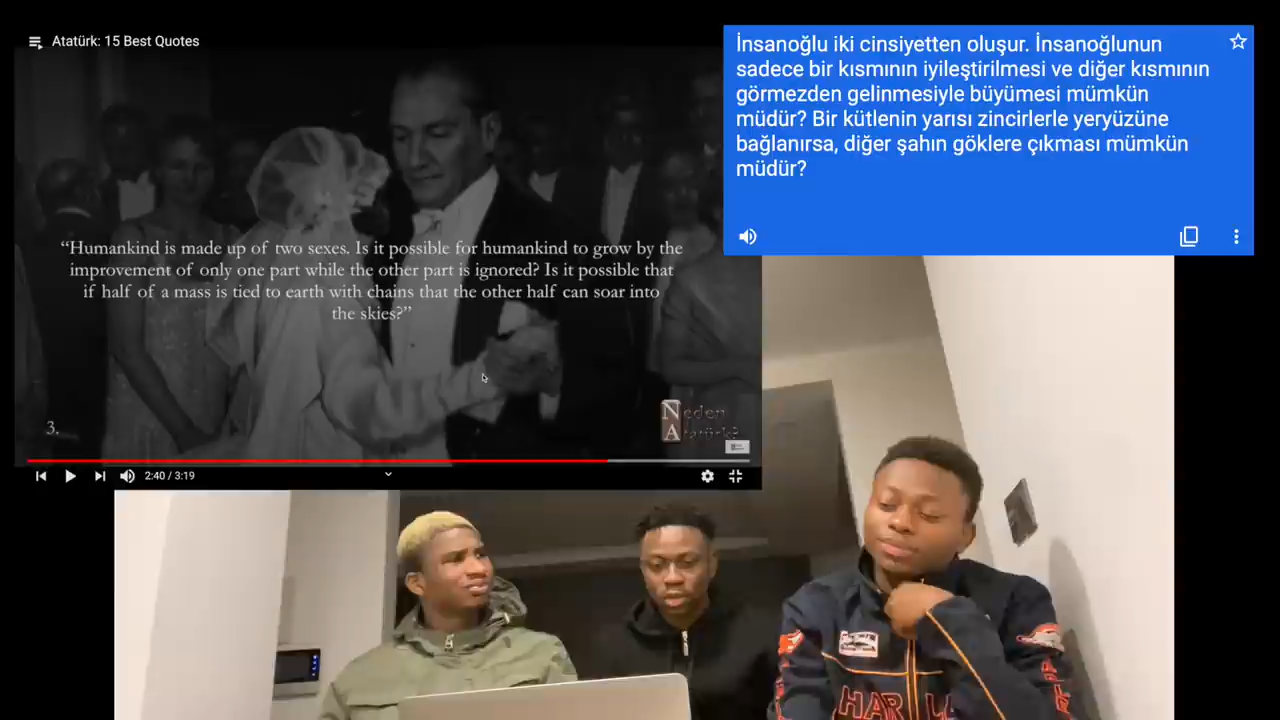 Atatürk: 15 Best Quotes
İnsanoğlu iki cinsiyetten oluşur. İnsanoğlunun
sadece bir kısmının iyileştirilmesi ve diğer kısmının
görmezden gelinmesiyle büyümesi mümkün
müdür? Bir kütlenin yarısı zincirlerle yeryüzüne
bağlanırsa, diğer şahın göklere çıkması mümkün
müdür?
“Humankind is made up of two sexes. Is it possible for humankind to grow by the
improvement of only one part while the other part is ignored? Is it possible that
if half of a mass is tied to earth with chains that the other half can soar into
the skies?”
3.
Neden
Atatürk?
2:40 / 3:19
HAR L